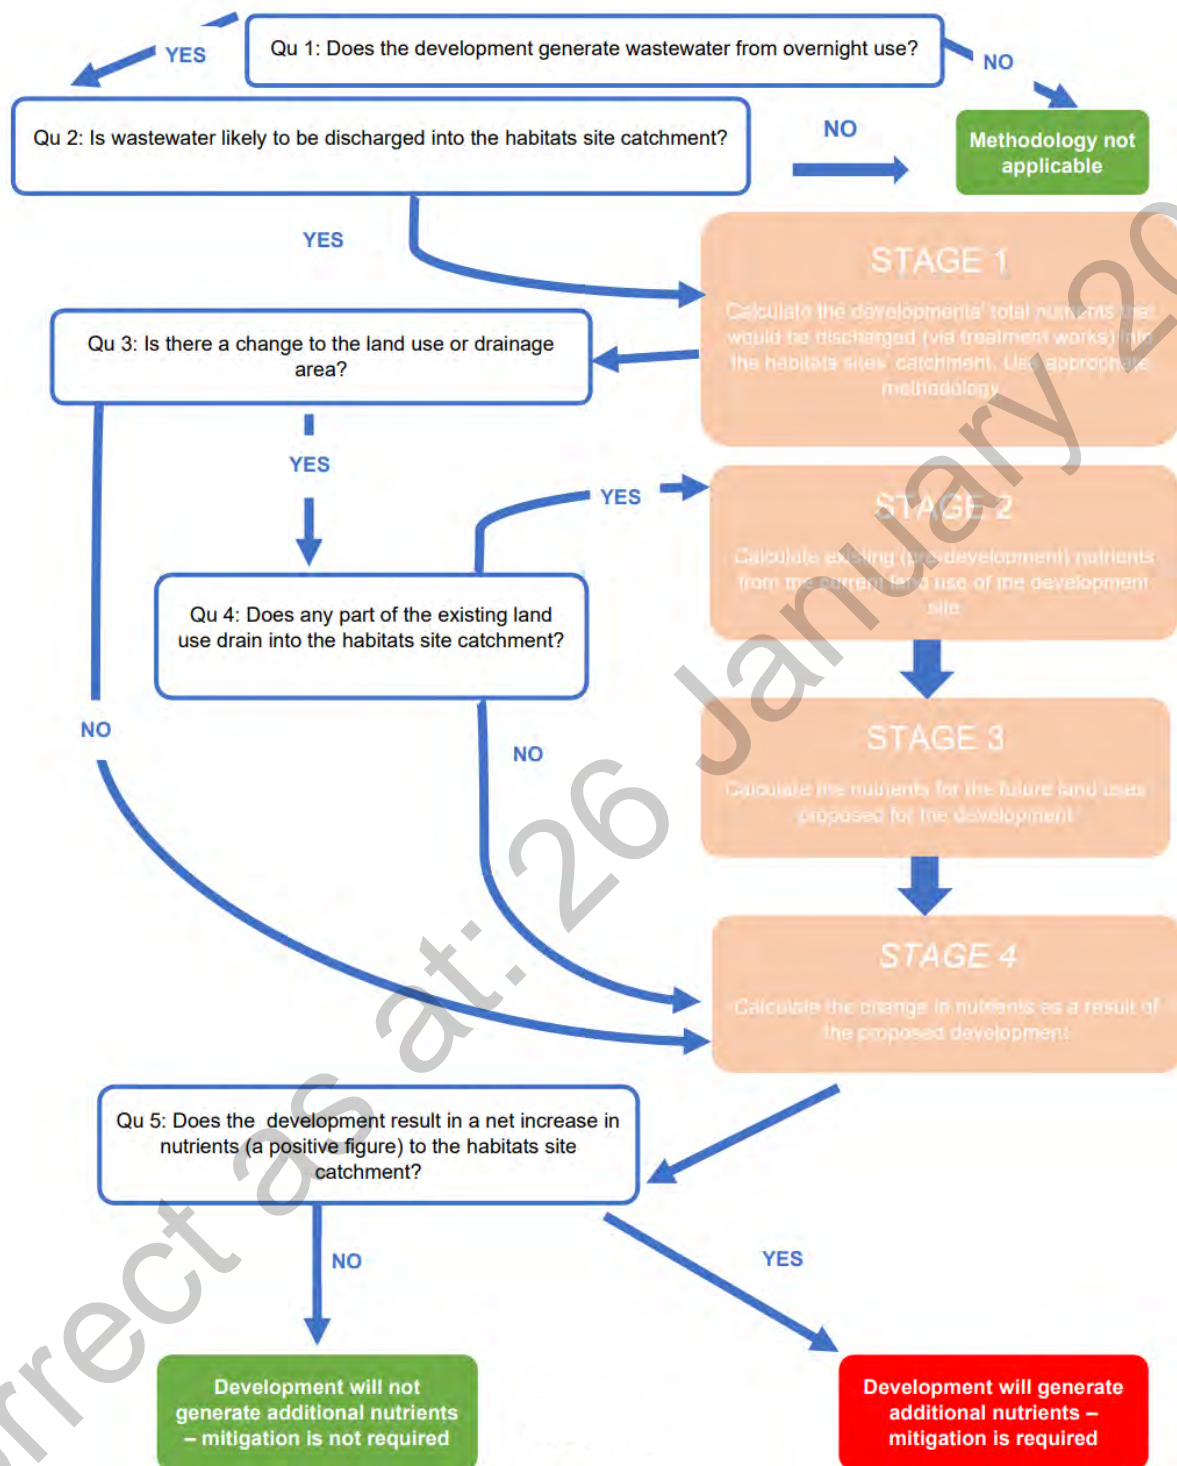 Qu 1: Does the development generate wastewater from overnight use?
YES
NO
Qu 2: Is wastewater likely to be discharged into the habitats site catchment?
NO
Methodology not
applicable
YES
STAGE 1
Calculate the developments' total nutrients that
would be discharged (via treatment works) into
the habitats sites' catchment. Use appropriate
methodology
Qu 3: Is there a change to the land use or drainage
area?
YES
YES
STAGE 2
Calculate existing (pre-development) nutrients
from the current land use of the development
site
Qu 4: Does any part of the existing land
use drain into the habitats site catchment?
NO
NO
STAGE 3
Calculate the nutrients for the future land uses
proposed for the development
STAGE 4
Calculate the change in nutrients as a result of
the proposed development
Qu 5: Does the development result in a net increase in
nutrients (a positive figure) to the habitats site
catchment?
NO
YES
Development will not
generate additional nutrients
– mitigation is not required
Development will generate
additional nutrients –
mitigation is required
rrect as at: 26 January 20